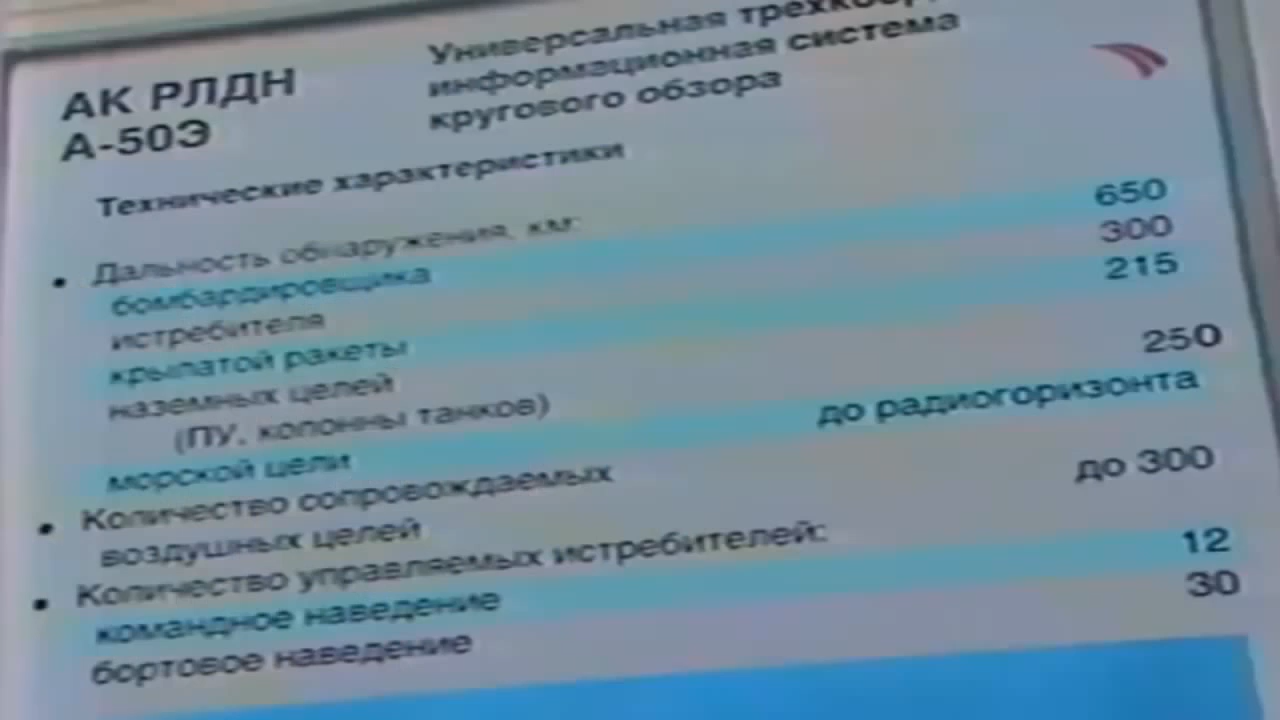 АК РЛДН
А-50Э
Универсальная
информационная система
кругового обзора
Технические характеристики
• Дальность обнаружения, км:
бомбардировщика 650
истребителя 300
крылатой ракеты 215
наземных целей
(ПУ, колонны танков) 250
морской цели до радиогоризонта
• Количество сопровождаемых
воздушных целей до 300
• Количество управляемых истребителей:
командное наведение 12
бортовое наведение 30